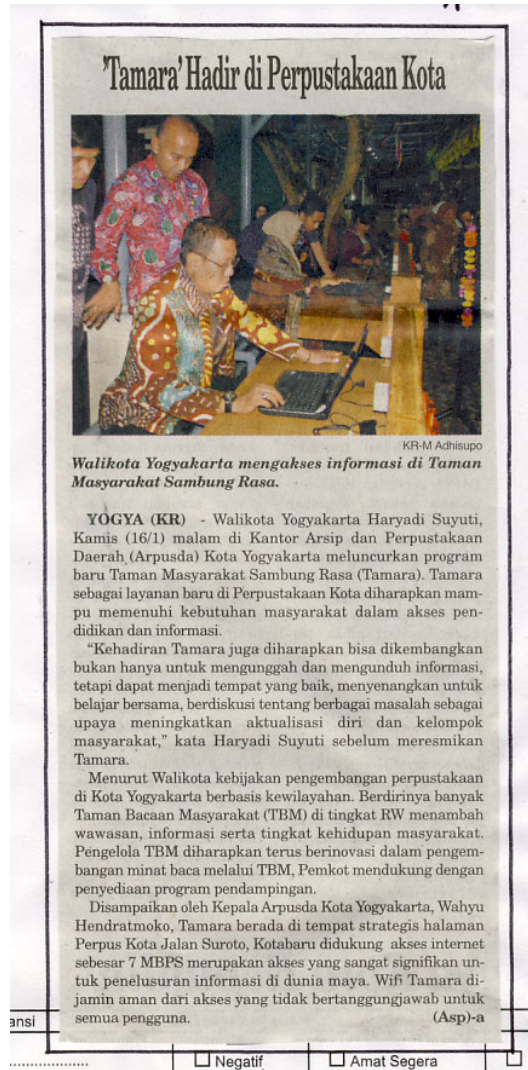 'Tamara' Hadir di Perpustakaan Kota
KR-M Adhisupo
Walikota Yogyakarta mengakses informasi di Taman
Masyarakat Sambung Rasa.
YOGYA (KR) - Walikota Yogyakarta Haryadi Suyuti,
Kamis (16/1) malam di Kantor Arsip dan Perpustakaan
Daerah (Arpusda) Kota Yogyakarta meluncurkan program
baru Taman Masyarakat Sambung Rasa (Tamara). Tamara
sebagai layanan baru di Perpustakaan Kota diharapkan mam-
pu memenuhi kebutuhan masyarakat dalam akses pen-
didikan dan informasi.
"Kehadiran Tamara juga diharapkan bisa dikembangkan
bukan hanya untuk mengunggah dan mengunduh informasi,
tetapi dapat menjadi tempat yang baik, menyenangkan untuk
belajar bersama, berdiskusi tentang berbagai masalah sebagai
upaya meningkatkan aktualisasi diri dan kelompok
masyarakat," kata Haryadi Suyuti sebelum meresmikan
Tamara.
Menurut Walikota kebijakan pengembangan perpustakaan
di Kota Yogyakarta berbasis kewilayahan. Berdirinya banyak
Taman Bacaan Masyarakat (TBM) di tingkat RW menambah
wawasan, informasi serta tingkat kehidupan masyarakat.
Pengelola TBM diharapkan terus berinovasi dalam pengem-
bangan minat baca melalui TBM, Pemkot mendukung dengan
penyediaan program pendampingan.
Disampaikan oleh Kepala Arpusda Kota Yogyakarta, Wahyu
Hendratmoko, Tamara berada di tempat strategis halaman
Perpus Kota Jalan Suroto, Kotabaru didukung akses internet
sebesar 7 MBPS merupakan akses yang sangat signifikan un-
tuk penelusuran informasi di dunia maya. Wifi Tamara di-
jamin aman dari akses yang tidak bertanggungjawab untuk
semua pengguna. (Asp)-a
ansi
Negatif Amat Segera